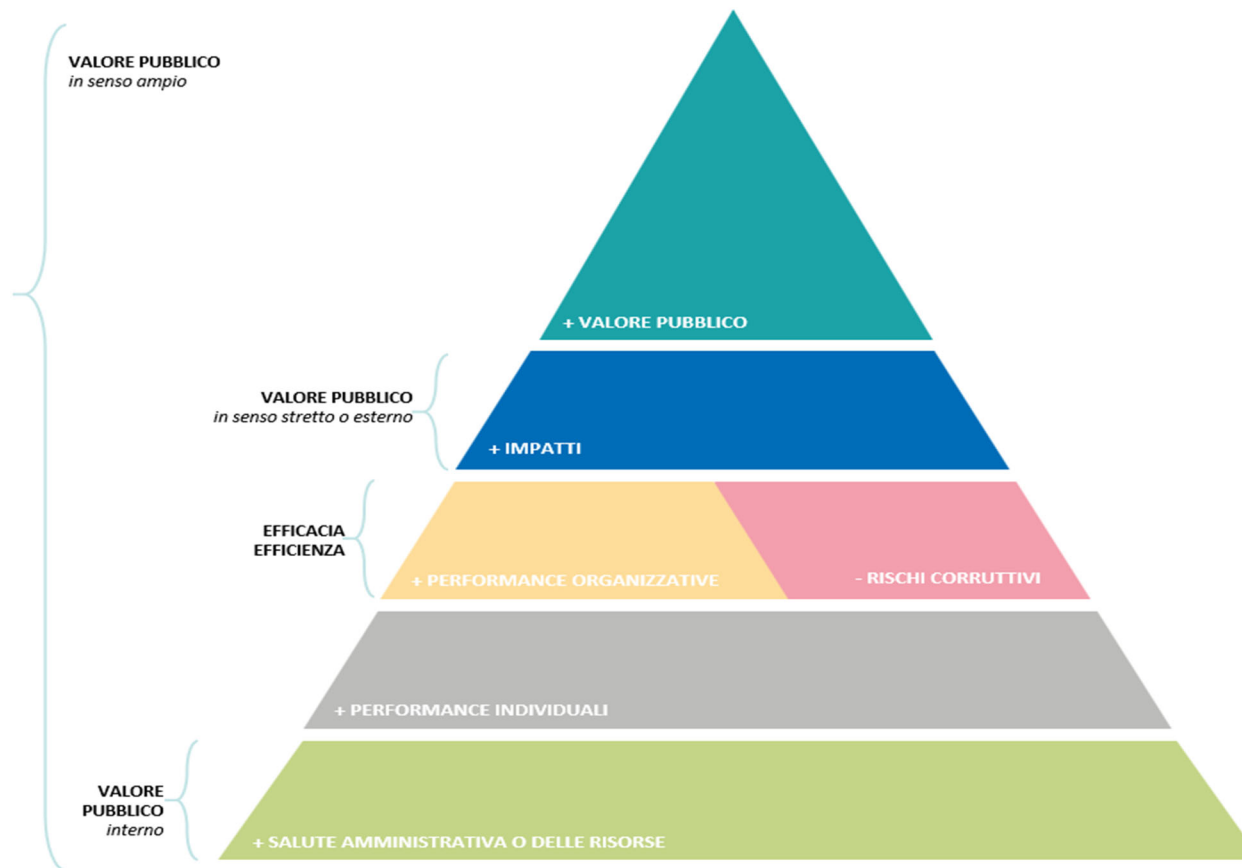 VALORE PUBBLICO
in senso ampio
+ VALORE PUBBLICO
VALORE PUBBLICO
in senso stretto o esterno
+ IMPATTI
EFFICACIA
EFFICIENZA
+ PERFORMANCE ORGANIZZATIVE
- RISCHI CORRUTTIVI
+ PERFORMANCE INDIVIDUALI
VALORE
PUBBLICO
interno
+ SALUTE AMMINISTRATIVA O DELLE RISORSE